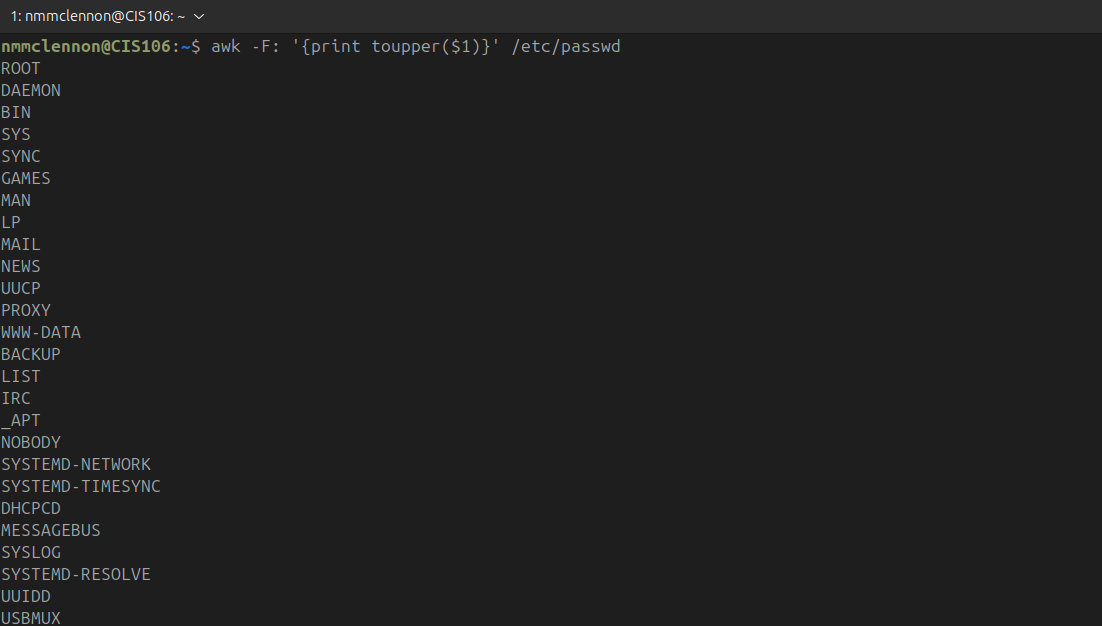 1: nmmclennon@CIS106: ~
nmmclennon@CIS106:~$ awk -F: '{print toupper($1)}' /etc/passwd
ROOT
DAEMON
BIN
SYS
SYNC
GAMES
MAN
LP
MAIL
NEWS
UUCP
PROXY
WWW-DATA
BACKUP
LIST
IRC
_APT
NOBODY
SYSTEMD-NETWORK
SYSTEMD-TIMESYNC
DHCPCD
MESSAGEBUS
SYSLOG
SYSTEMD-RESOLVE
UUIDD
USBMUX